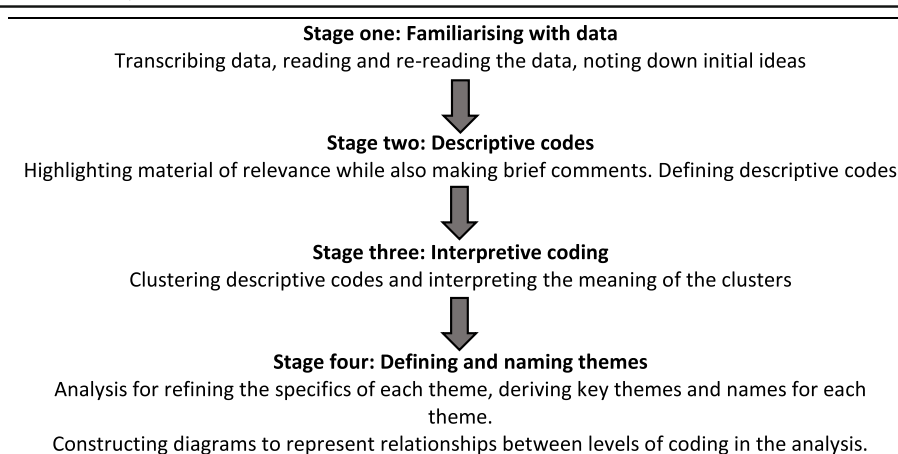 Stage one: Familiarising with data
Transcribing data, reading and re-reading the data, noting down initial ideas
Stage two: Descriptive codes
Highlighting material of relevance while also making brief comments. Defining descriptive codes
Stage three: Interpretive coding
Clustering descriptive codes and interpreting the meaning of the clusters
Stage four: Defining and naming themes
Analysis for refining the specifics of each theme, deriving key themes and names for each
theme.
Constructing diagrams to represent relationships between levels of coding in the analysis.